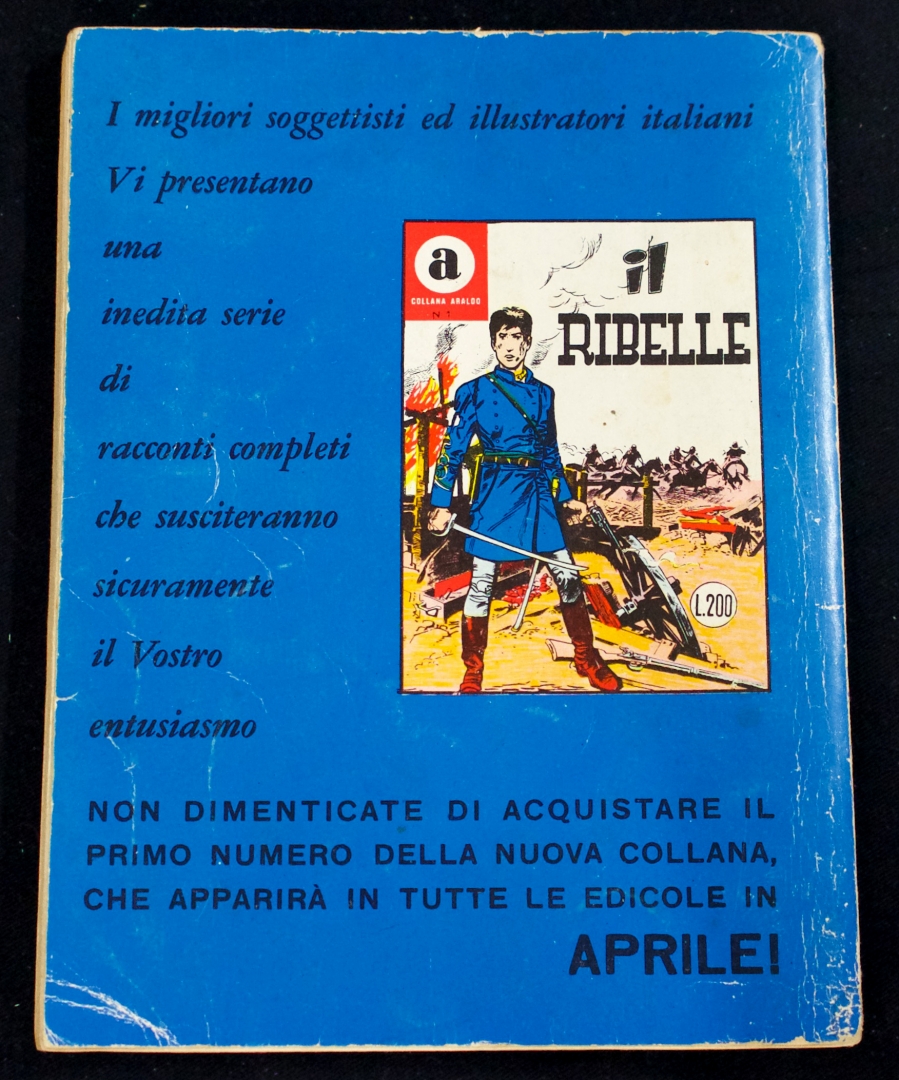 I migliori soggettisti ed illustratori italiani
Vi presentano
una
inedita serie
di
racconti completi
che susciteranno
sicuramente
il Vostro
entusiasmo
a
COLLANA ARALDO
N 1
il
RIBELLE
L.200
NON DIMENTICATE DI ACQUISTARE IL
PRIMO NUMERO DELLA NUOVA COLLANA,
CHE APPARIRÀ IN TUTTE LE EDICOLE IN
APRILE!